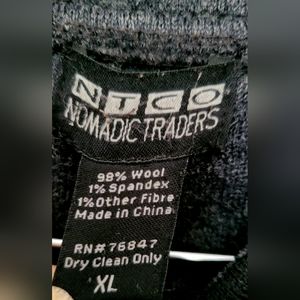 NTCO
NOMADIC TRADERS
98% Wool
1% Spandex
1% Other Fibre
Made in China
RN#76847
Dry Clean Only
XL